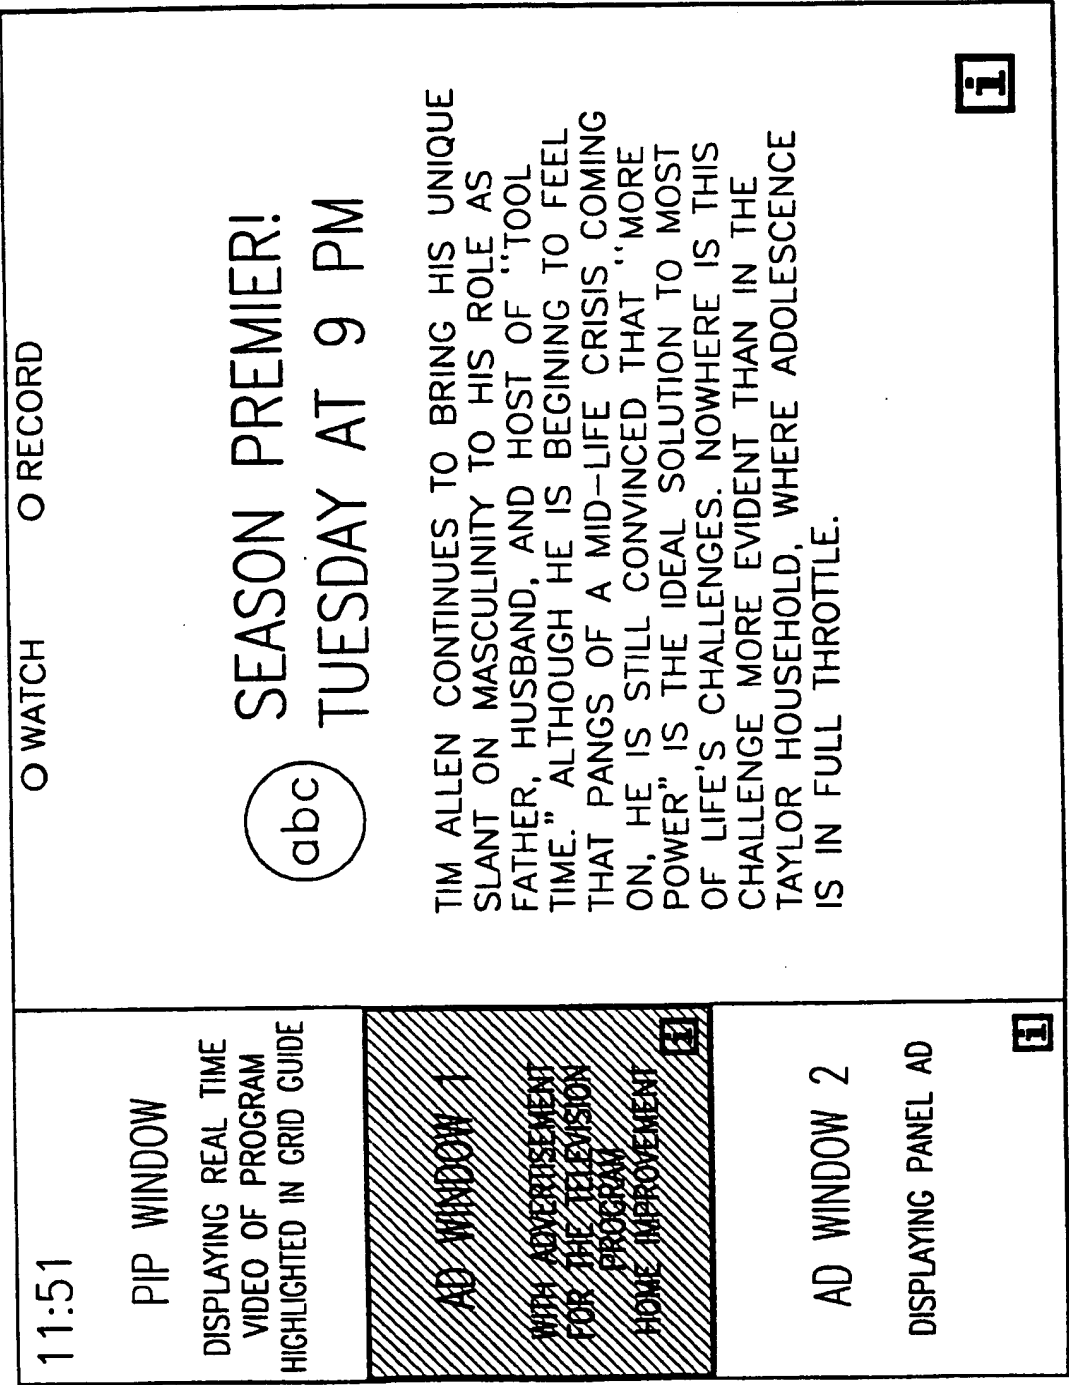 11:51
PIP WINDOW
DISPLAYING REAL TIME
VIDEO OF PROGRAM
HIGHLIGHTED IN GRID GUIDE
AD WINDOW 1
WITH ADVERTISEMENT
FOR THE TELEVISION
PROGRAM
HOME IMPROVEMENT
i
AD WINDOW 2
DISPLAYING PANEL AD
i
O WATCH
O RECORD
abc
SEASON PREMIER!
TUESDAY AT 9 PM
TIM ALLEN CONTINUES TO BRING HIS UNIQUE
SLANT ON MASCULINITY TO HIS ROLE AS
FATHER, HUSBAND, AND HOST OF ''TOOL
TIME.” ALTHOUGH HE IS BEGINING TO FEEL
THAT PANGS OF A MID–LIFE CRISIS COMING
ON, HE IS STILL CONVINCED THAT ''MORE
POWER” IS THE IDEAL SOLUTION TO MOST
OF LIFE'S CHALLENGES. NOWHERE IS THIS
CHALLENGE MORE EVIDENT THAN IN THE
TAYLOR HOUSEHOLD, WHERE ADOLESCENCE
IS IN FULL THROTTLE.
i